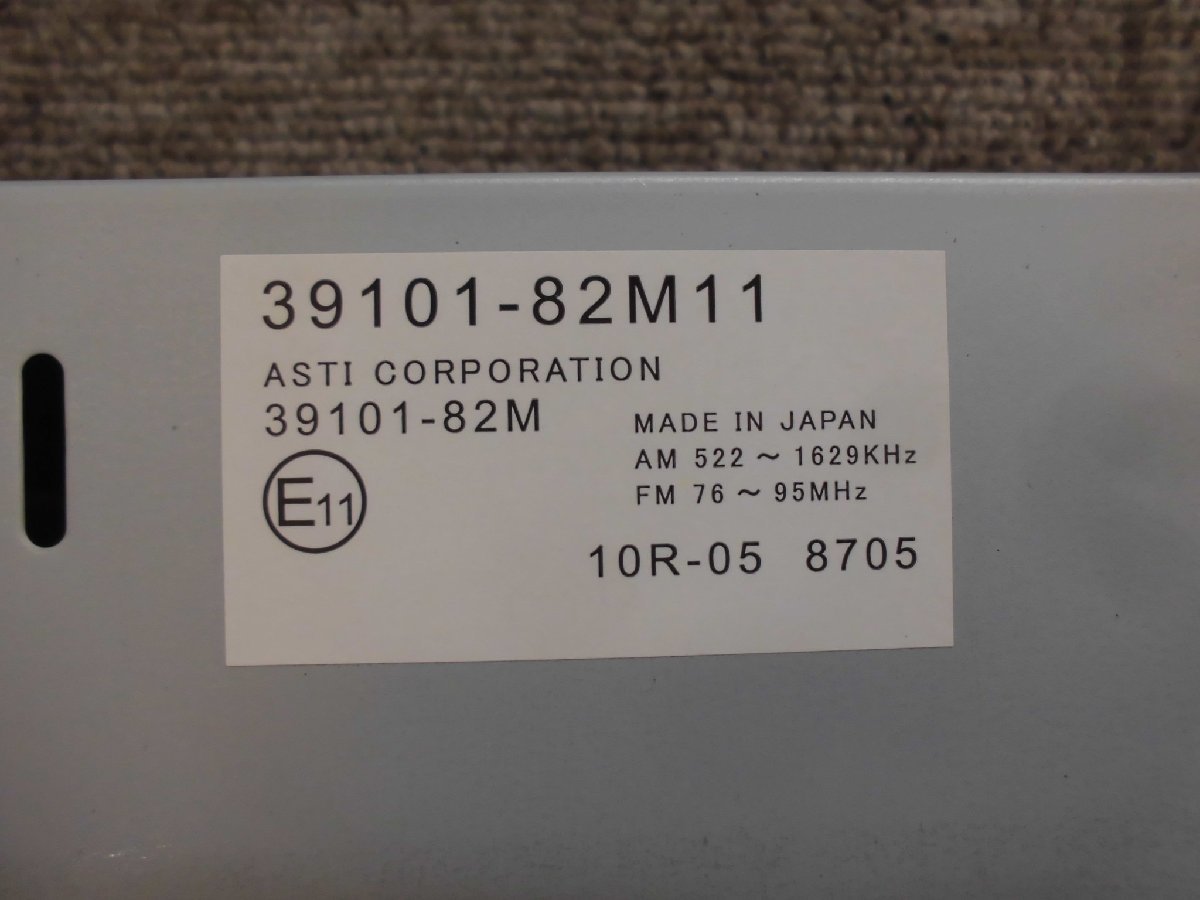 39101-82M11
ASTI CORPORATION
39101-82M
MADE IN JAPAN
AM 522 ～ 1629KHz
FM 76 ～ 95MHz
E11
10R-05 8705